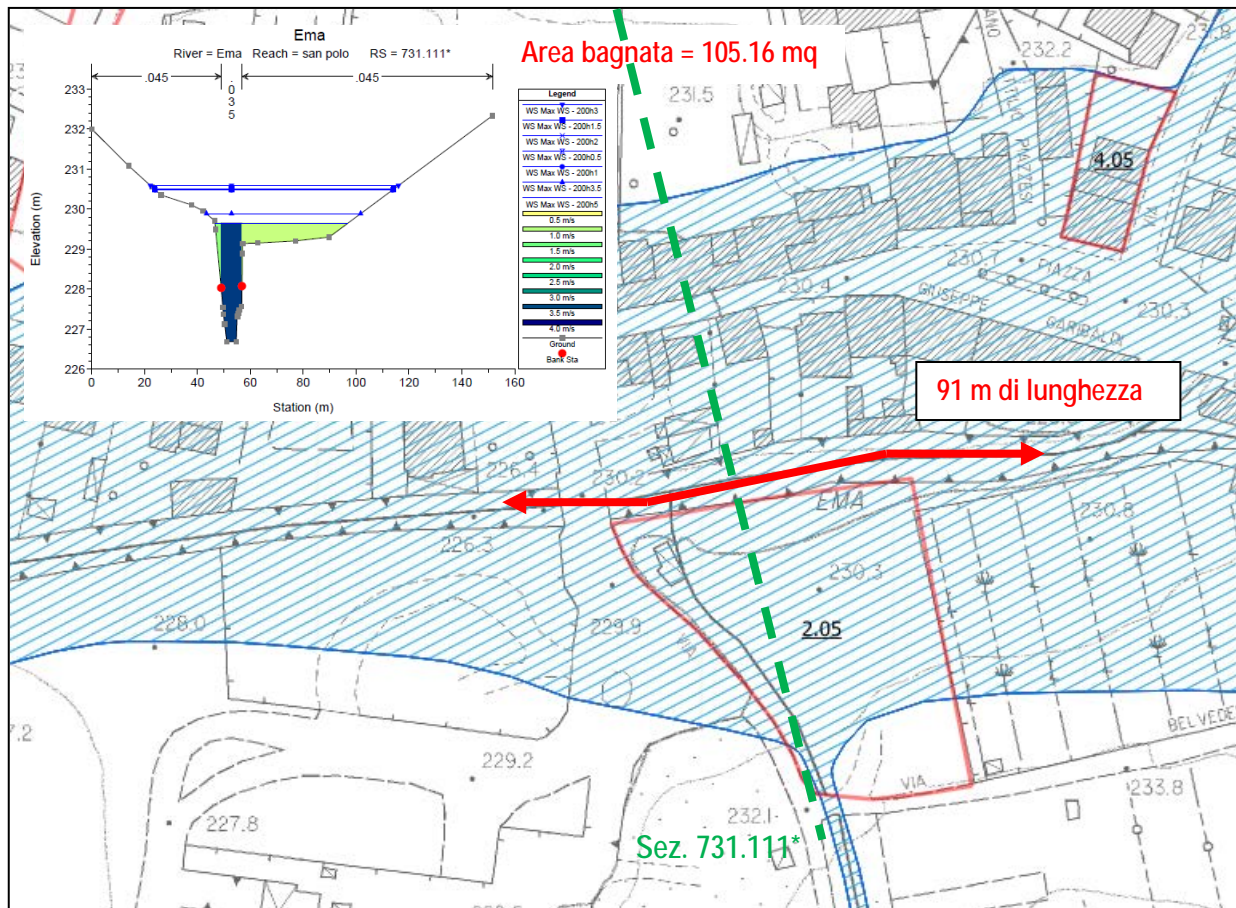 Ema
River = Ema Reach = san polo RS = 731.111*
.045
.035
.045
233
232
231
230
229
228
227
226
Elevation (m)
0
20
40
60
80
100
120
140
160
Station (m)
Legend
WS Max WS - 200h3
WS Max WS - 200h1.5
WS Max WS - 200h2
WS Max WS - 200h0.5
WS Max WS - 200h1
WS Max WS - 200h3.5
WS Max WS - 200h5
0.5 m/s
1.0 m/s
1.5 m/s
2.0 m/s
2.5 m/s
3.0 m/s
3.5 m/s
4.0 m/s
Ground
Bank Sta
Area bagnata = 105.16 mq
232.2
231.5
TITILIO
PIAZZESI
4.05
VIA
230.7
PIAZZA
230.4
GIUSEPPE
GARIBALDI
230.3
91 m di lunghezza
226.4
230.2
EMA
230.8
226.3
230.3
228.0
229.9
VIA
2.05
BELVEDE
7.2
229.2
VIA
233.8
227.8
232.1
Sez. 731.111*